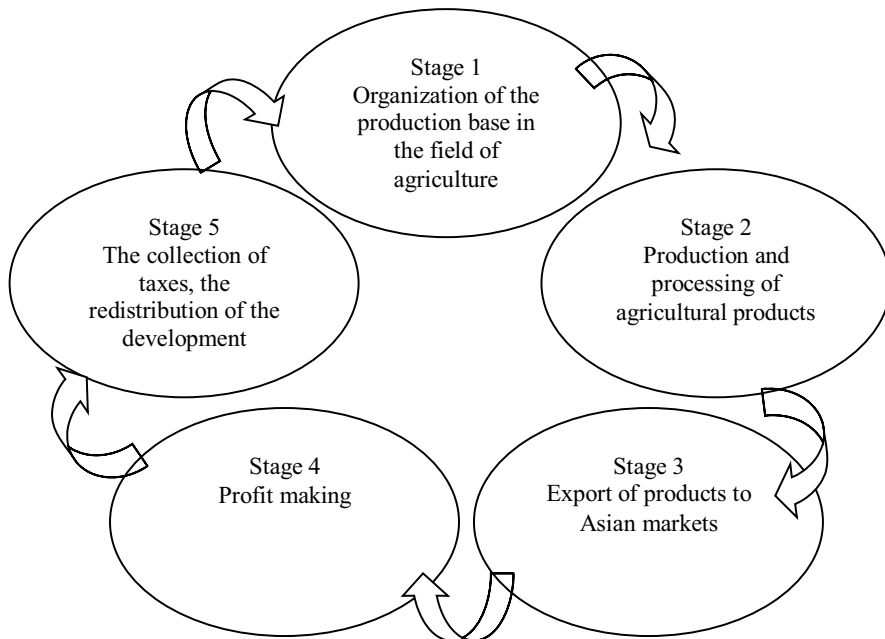 Stage 1
Organization of the
production base in
the field of
agriculture
Stage 2
Production and
processing of
agricultural products
Stage 3
Export of products to
Asian markets
Stage 4
Profit making
Stage 5
The collection of
taxes, the
redistribution of the
development